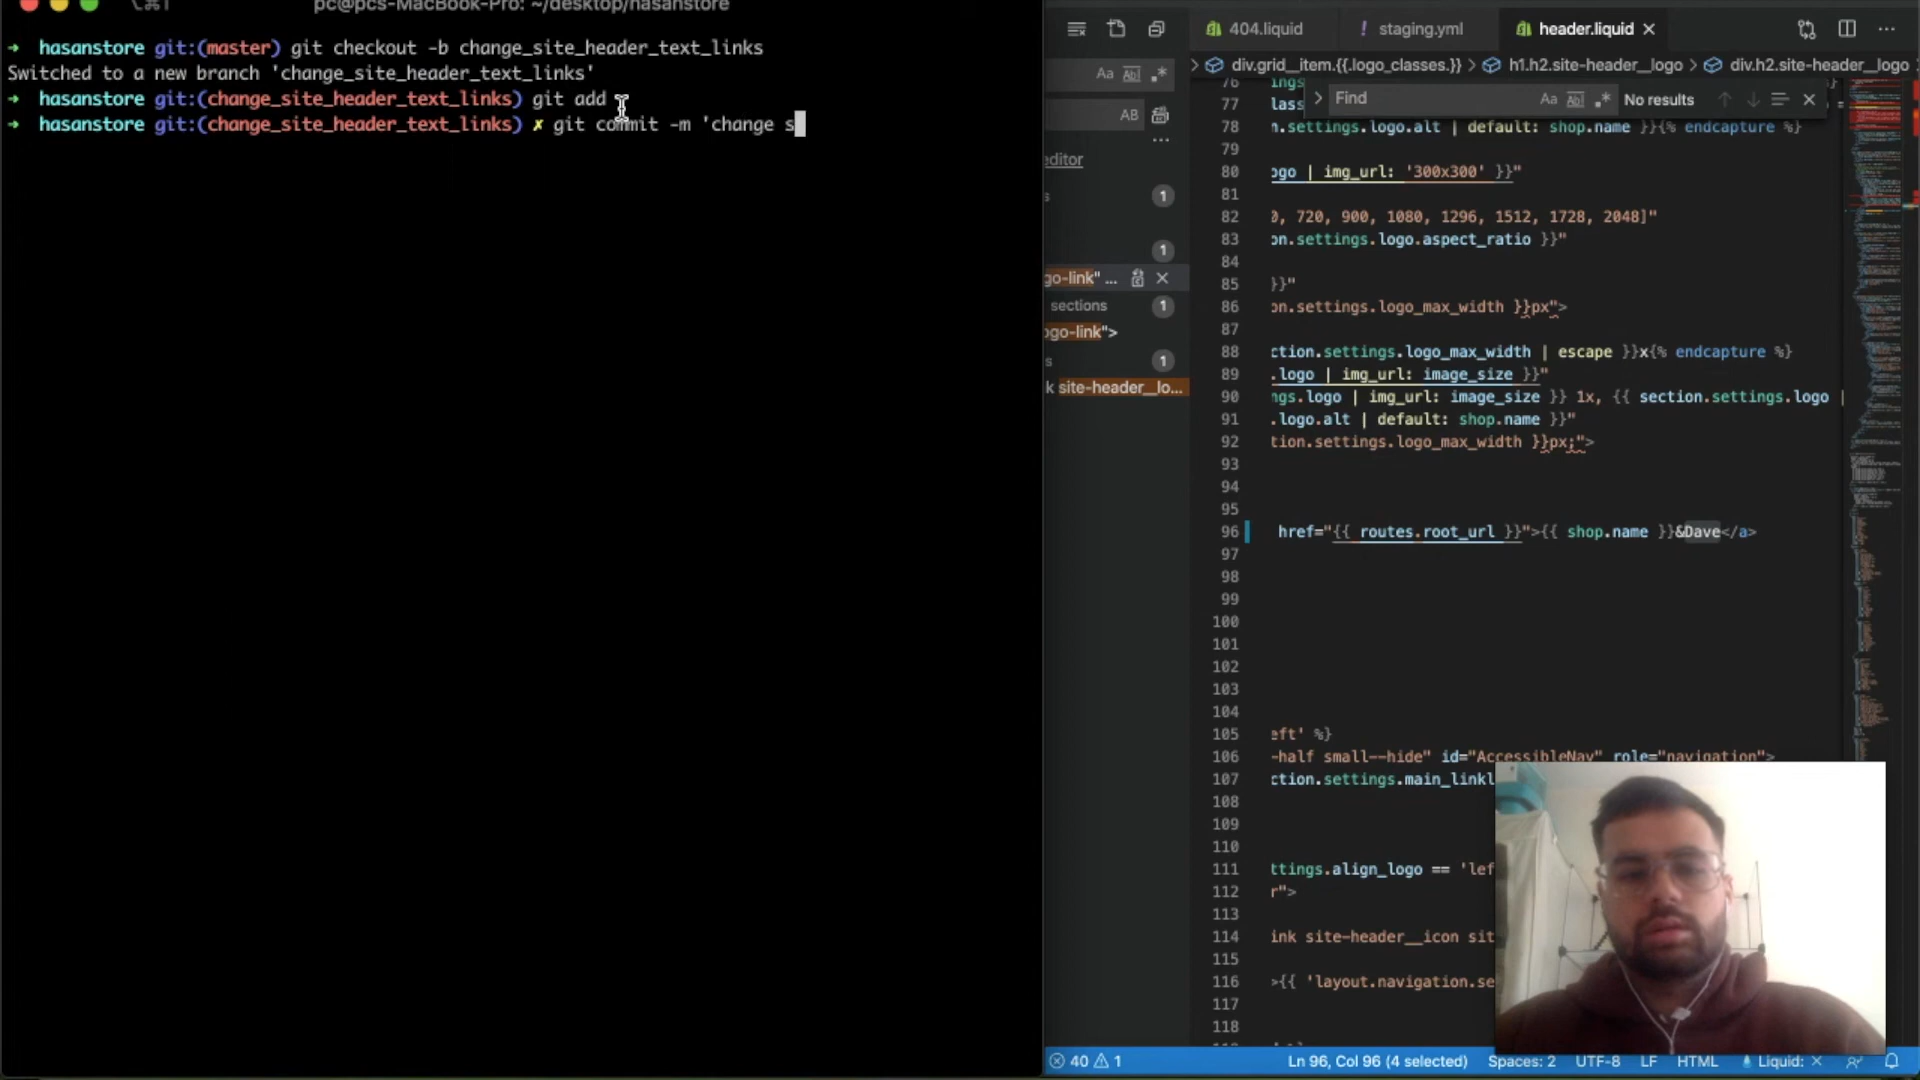 pc@pcs-MacBook-Pro: ~/desktop/hasanstore
➜ hasanstore git:(master) git checkout -b change_site_header_text_links
Switched to a new branch 'change_site_header_text_links'
➜ hasanstore git:(change_site_header_text_links) git add
➜ hasanstore git:(change_site_header_text_links) ✗ git commit -m 'change s
404.liquid
! staging.yml
header.liquid
div.grid__item.{{.logo_classes.}} > h1.h2.site-header__logo > div.h2.site-header__logo
Find
No results
Aa Abl .*
AB
editor
1
1
go-link" ...
sections 1
ogo-link">
1
k site-header__lo...
76
77 lass
78 n.settings.logo.alt | default: shop.name }}{% endcapture %}
79
80 ogo | img_url: '300x300' }}"
81
82 0, 720, 900, 1080, 1296, 1512, 1728, 2048]"
83 on.settings.logo.aspect_ratio }}"
84
85 }}"
86 on.settings.logo_max_width }}px">
87
88 ction.settings.logo_max_width | escape }}x{% endcapture %}
89 .logo | img_url: image_size }}"
90 ngs.logo | img_url: image_size }} 1x, {{ section.settings.logo |
91 .logo.alt | default: shop.name }}"
92 tion.settings.logo_max_width }}px;">
93
94
95
96 href="{{ routes.root_url }}">{{ shop.name }}&Dave</a>
97
98
99
100
101
102
103
104
105 eft' %}
106 -half small--hide" id="AccessibleNav" role="navigation">
107 ction.settings.main_linkl
108
109
110
111 ttings.align_logo == 'lef
112 r">
113
114 ink site-header__icon sit
115
116 >{{ 'layout.navigation.se
117
118
40 1
Ln 96, Col 96 (4 selected)
Spaces: 2
UTF-8
LF
HTML
Liquid: ×